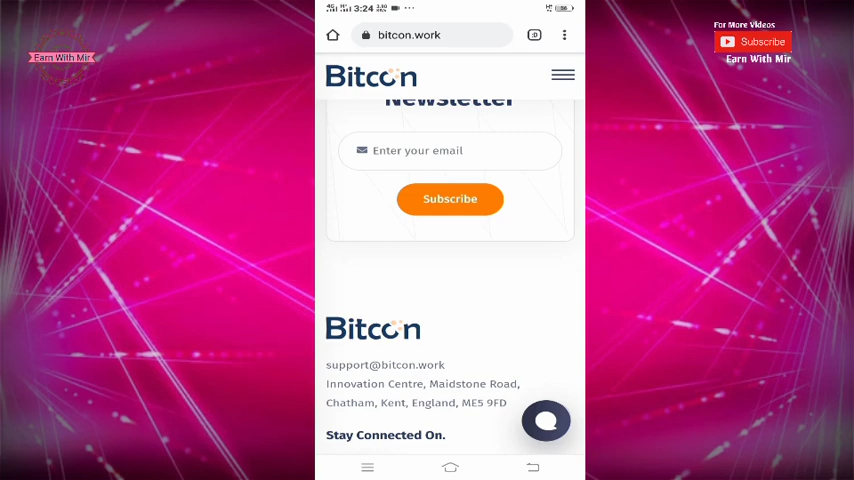 3:24
bitcon.work
Bitcon
Newsletter
Enter your email
Subscribe
Bitcon
support@bitcon.work
Innovation Centre, Maidstone Road,
Chatham, Kent, England, ME5 9FD
Stay Connected On.
Earn With Mir
For More Videos
Subscribe
Earn With Mir